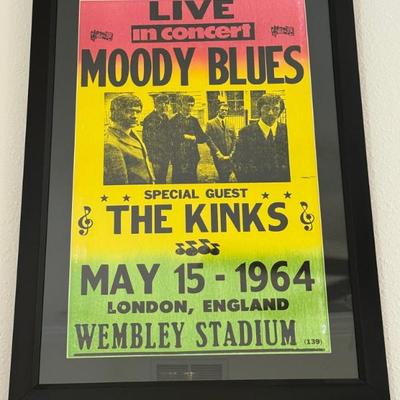 LIVE
in concert
MOODY BLUES
SPECIAL GUEST
THE KINKS
MAY 15 - 1964
LONDON, ENGLAND
WEMBLEY STADIUM (139)